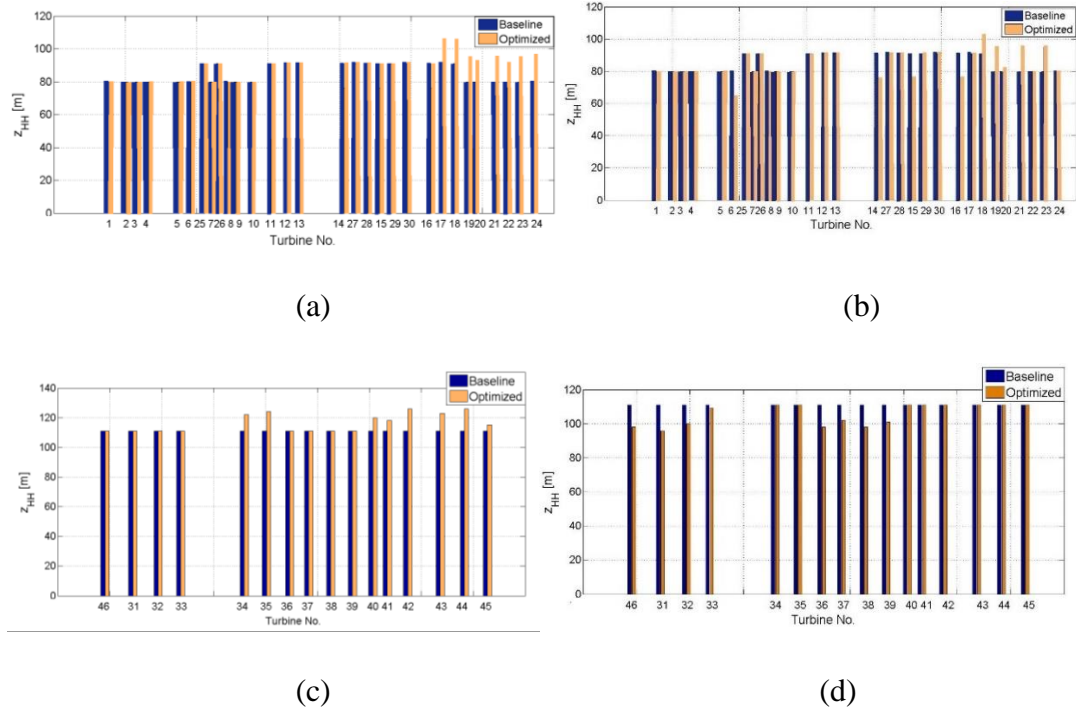 120
100
80
60
40
20
0
z_HH [m]
Baseline
Optimized
1 2 3 4 5 6 25 7 26 8 9 10 11 12 13 14 27 28 15 29 30 16 17 18 19 20 21 22 23 24
Turbine No.
(a)
120
100
80
60
40
20
0
z_HH [m]
Baseline
Optimized
1 2 3 4 5 6 25 7 26 8 9 10 11 12 13 14 27 28 15 29 30 16 17 18 19 20 21 22 23 24
Turbine No.
(b)
140
120
100
80
60
40
20
0
z_HH [m]
Baseline
Optimized
46 31 32 33 34 35 36 37 38 39 40 41 42 43 44 45
Turbine No.
(c)
120
100
80
60
40
20
0
z_HH [m]
Baseline
Optimized
46 31 32 33 34 35 36 37 38 39 40 41 42 43 44 45
Turbine No.
(d)